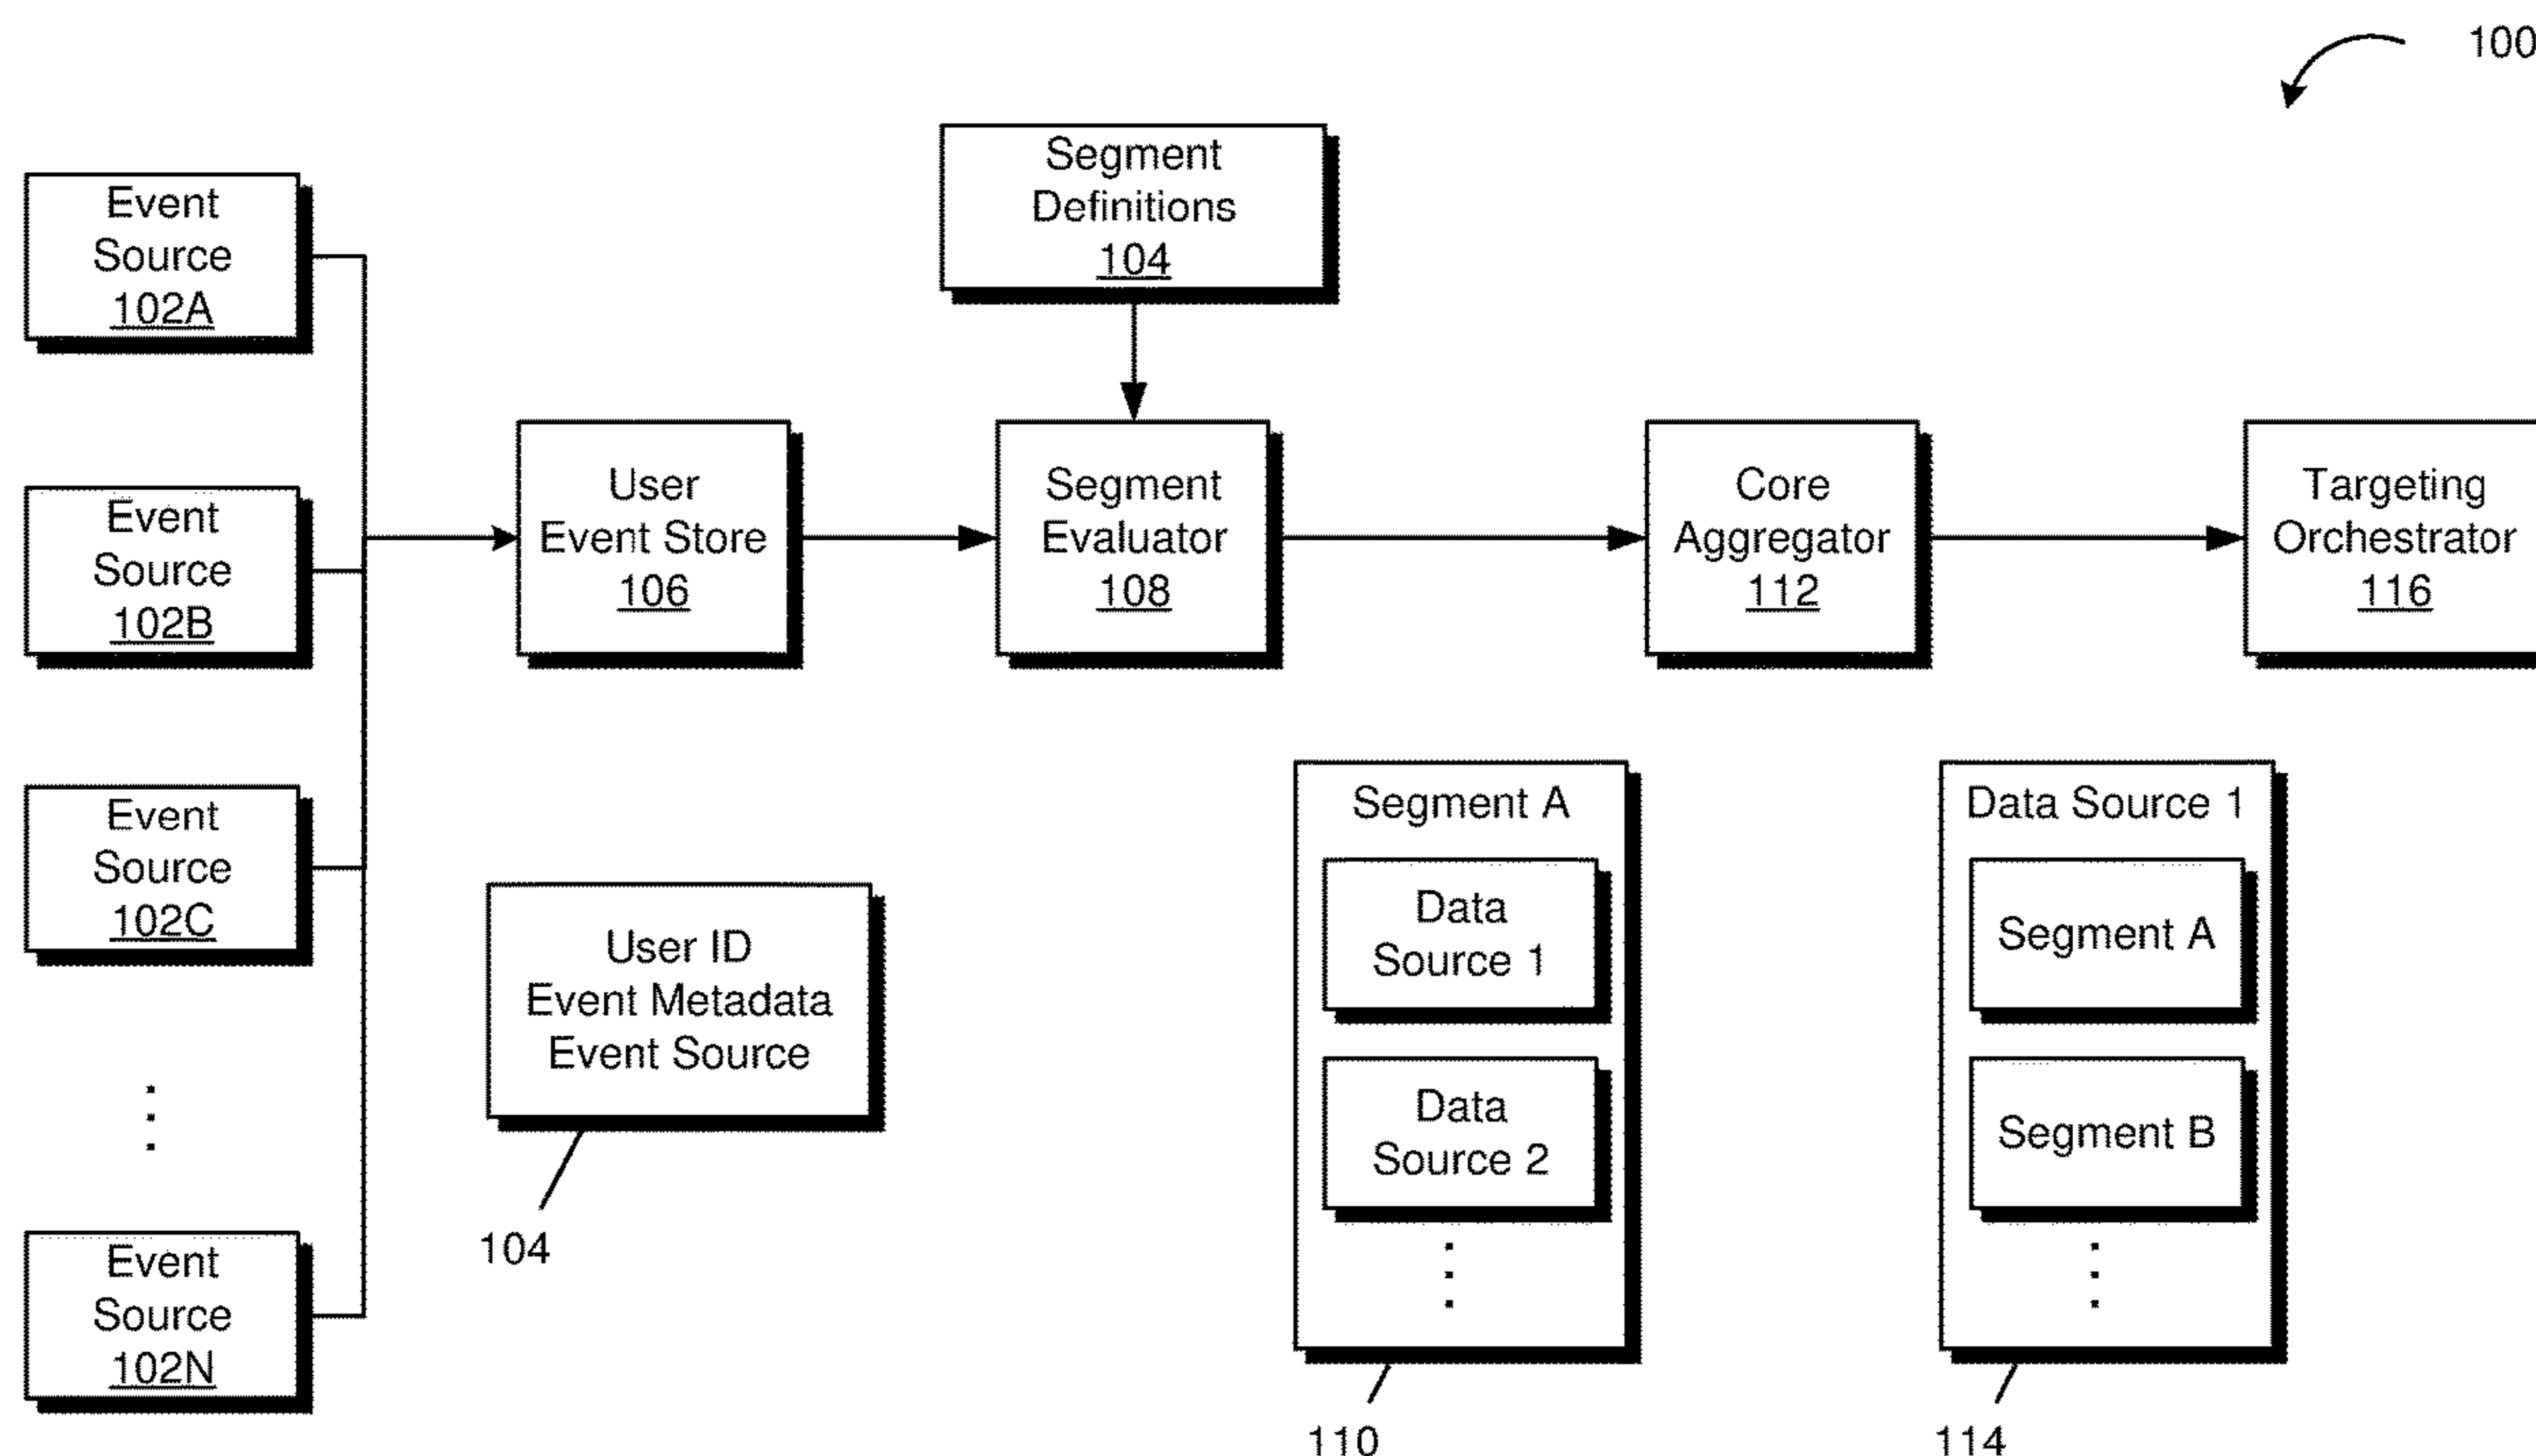 100
Segment
Definitions
104
Event
Source
102A
Event
Source
102B
Event
Source
102C
Event
Source
102N
User
Event Store
106
Segment
Evaluator
108
Core
Aggregator
112
Targeting
Orchestrator
116
User ID
Event Metadata
Event Source
104
Segment A
Data
Source 1
Data
Source 2
110
Data Source 1
Segment A
Segment B
114